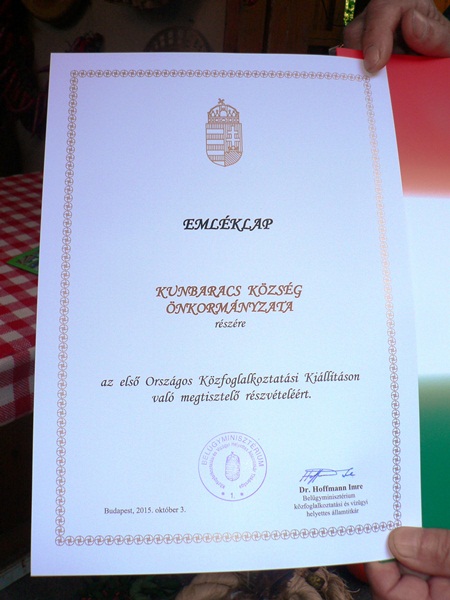 EMLÉKLAP
KUNBARACS KÖZSÉG
ÖNKORMÁNYZATA
részére
az első Országos Közfoglalkoztatási Kiállításon
való megtisztelő részvételéért.
BELÜGYMINISZTÉRIUM
* 1. *
Dr. Hoffmann Imre
Belügyminisztérium
közfoglalkoztatási és vízügyi
helyettes államtitkár
Budapest, 2015. október 3.